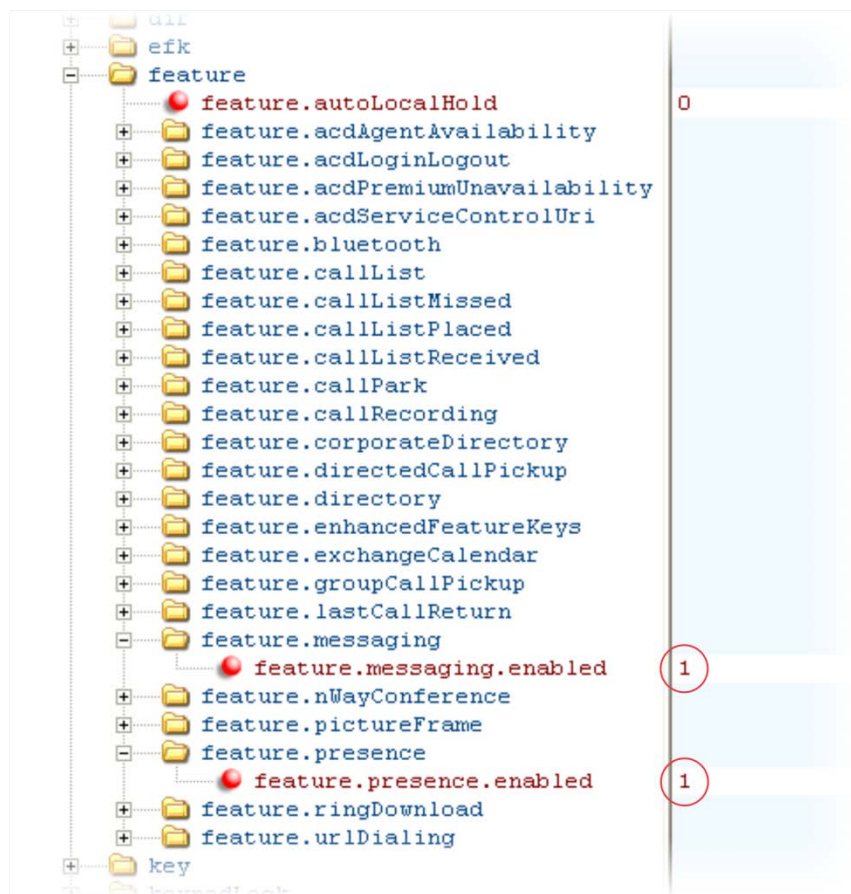 dir
efk
feature
feature.autoLocalHold 0
feature.acdAgentAvailability
feature.acdLoginLogout
feature.acdPremiumUnavailability
feature.acdServiceControlUri
feature.bluetooth
feature.callList
feature.callListMissed
feature.callListPlaced
feature.callListReceived
feature.callPark
feature.callRecording
feature.corporateDirectory
feature.directedCallPickup
feature.directory
feature.enhancedFeatureKeys
feature.exchangeCalendar
feature.groupCallPickup
feature.lastCallReturn
feature.messaging
feature.messaging.enabled 1
feature.nWayConference
feature.pictureFrame
feature.presence
feature.presence.enabled 1
feature.ringDownload
feature.urlDialing
key